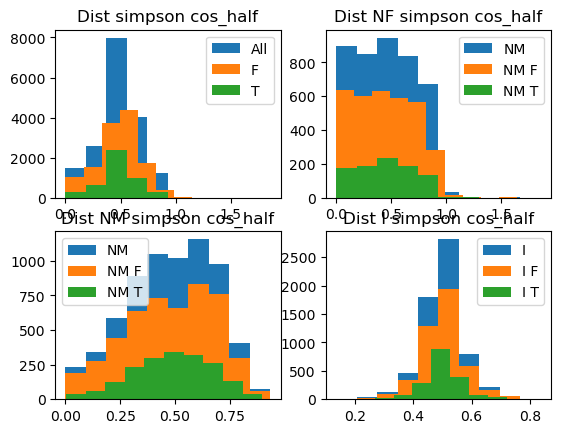 Dist simpson cos_half
8000
6000
4000
2000
0
0.0 0.5 1.0 1.5
All
F
T
Dist NF simpson cos_half
800
600
400
200
0
0.0 0.5 1.0 1.5
NM
NM F
NM T
Dist NM simpson cos_half
1000
750
500
250
0
0.00 0.25 0.50 0.75
NM
NM F
NM T
Dist I simpson cos_half
2500
2000
1500
1000
500
0
0.2 0.4 0.6 0.8
I
I F
I T